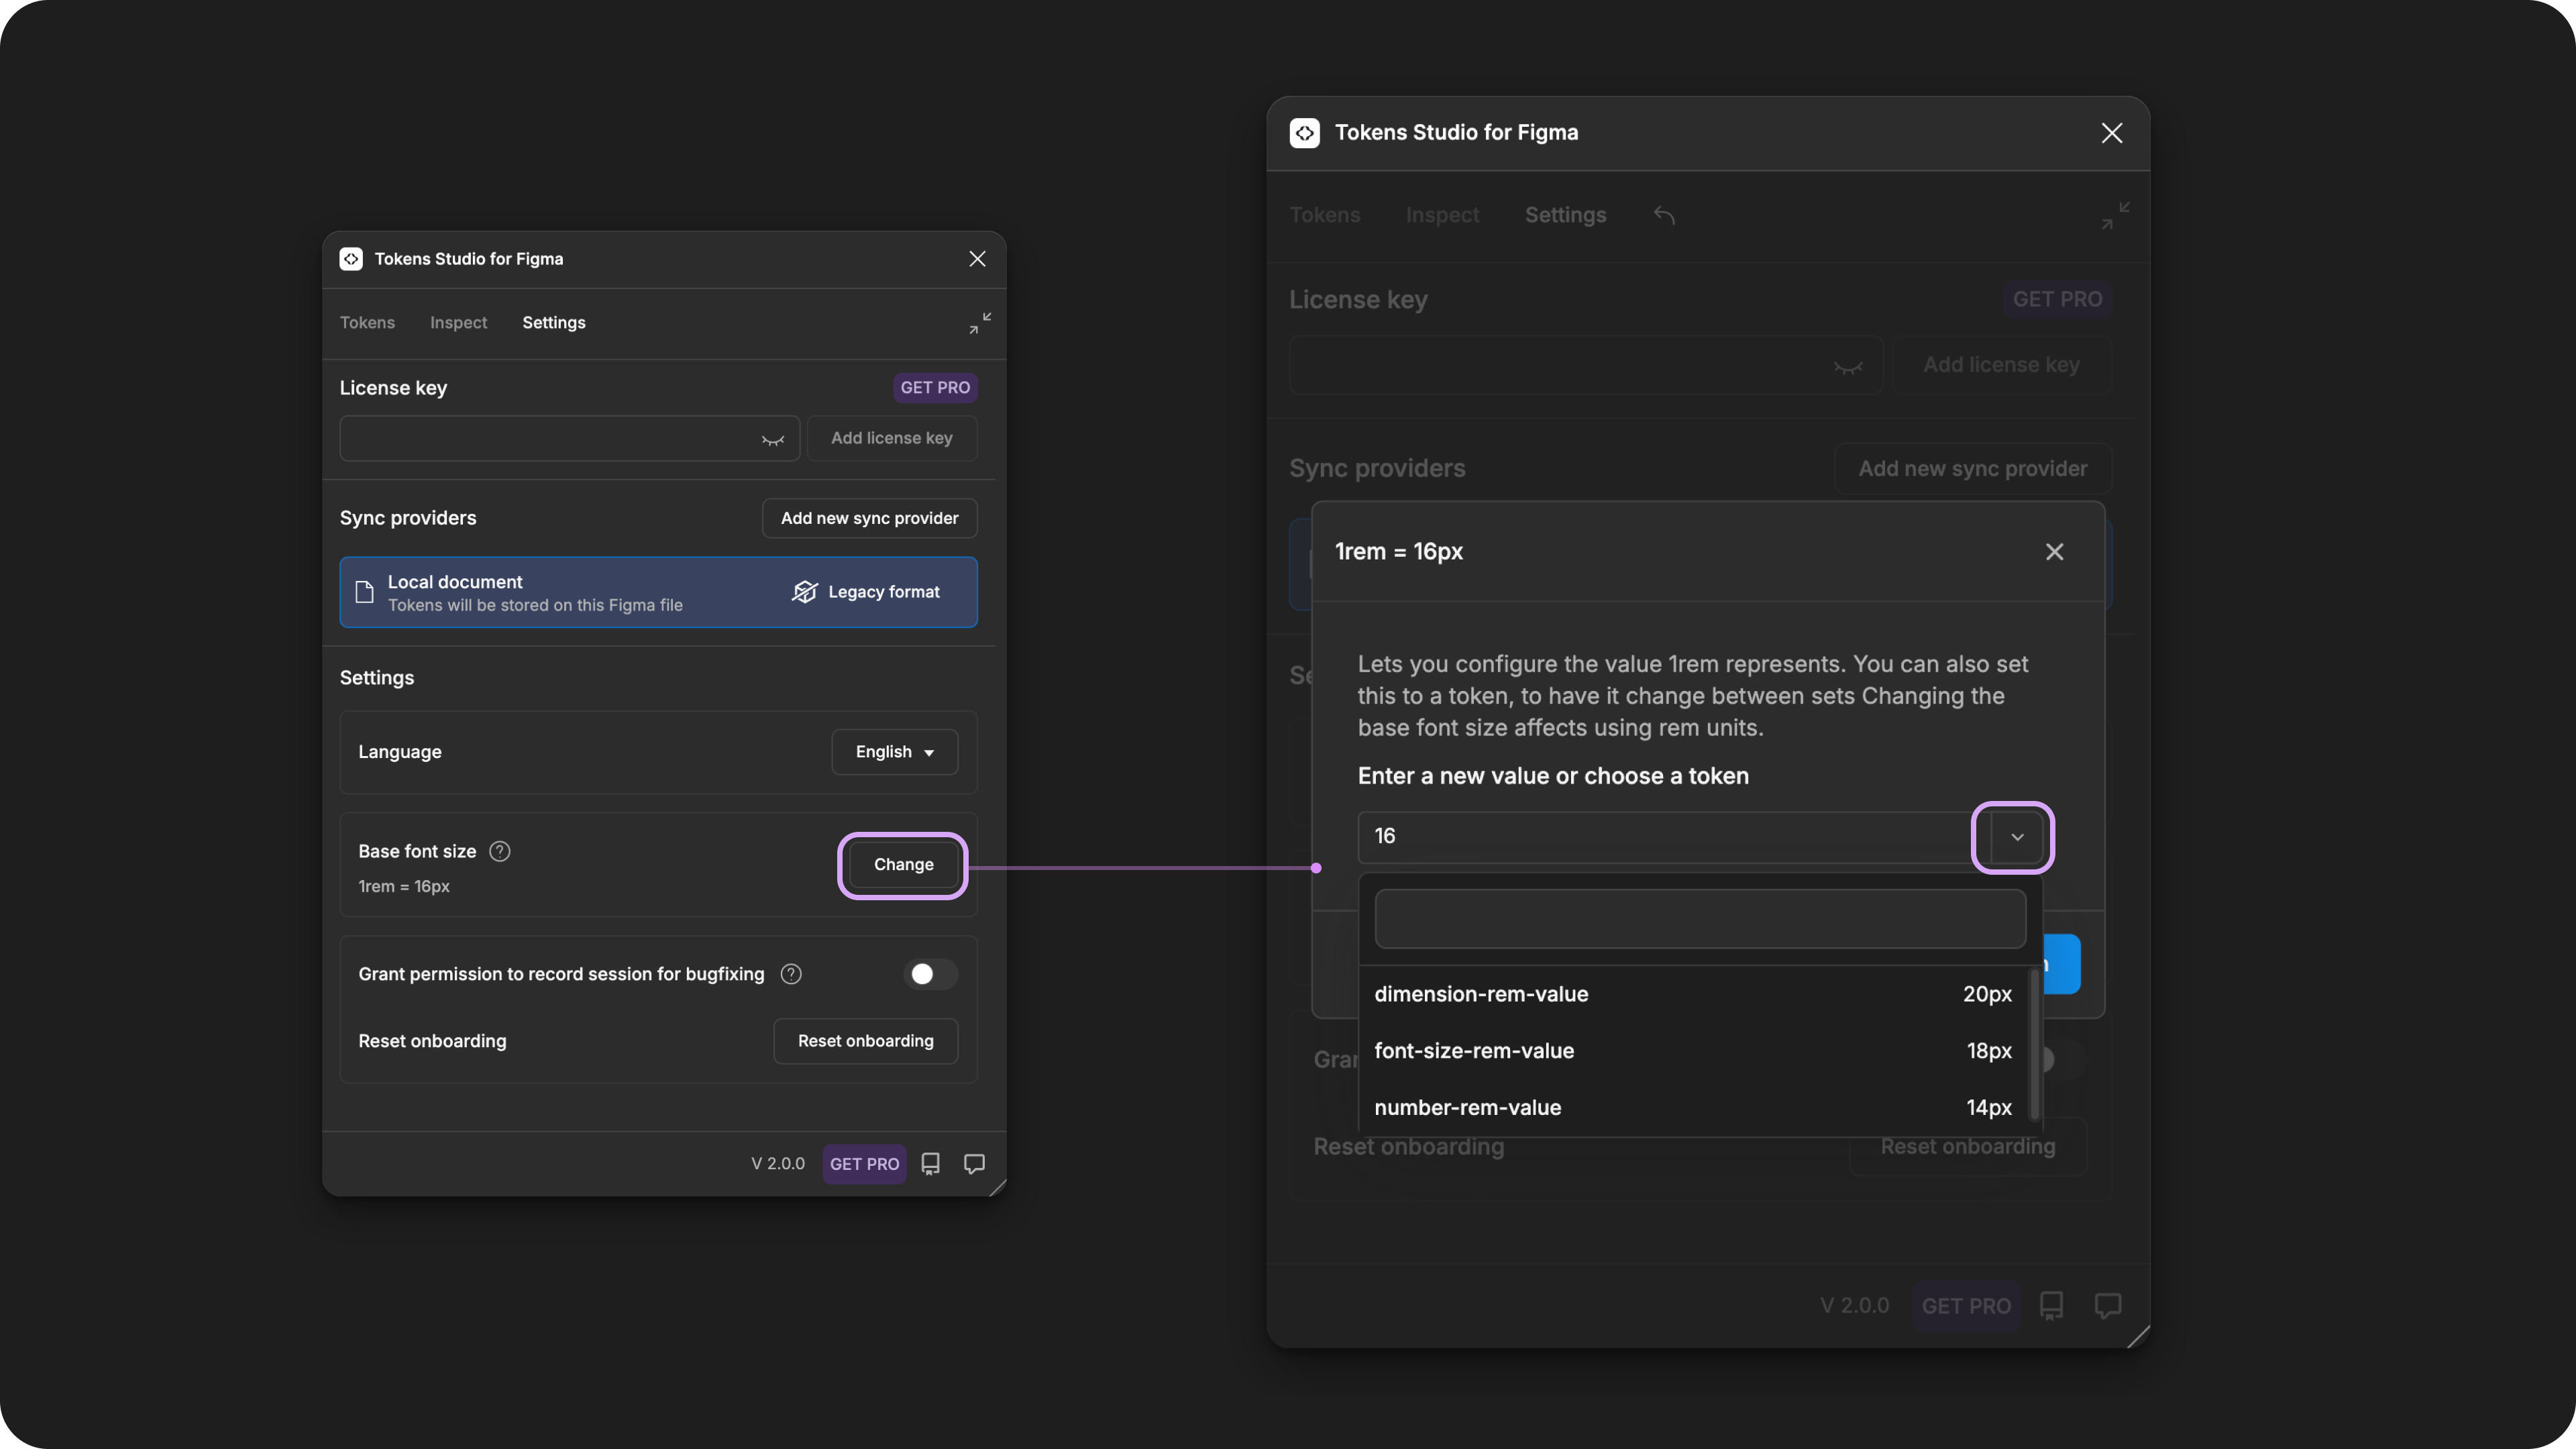 Tokens Studio for Figma
Tokens Inspect Settings
License key GET PRO
Add license key
Sync providers Add new sync provider
Local document
Tokens will be stored on this Figma file
Legacy format
Settings
Language English
Base font size ?
1rem = 16px
Change
Grant permission to record session for bugfixing ?
Reset onboarding Reset onboarding
V 2.0.0 GET PRO
Tokens Studio for Figma
Tokens Inspect Settings
License key GET PRO
Add license key
Sync providers Add new sync provider
1rem = 16px
Lets you configure the value 1rem represents. You can also set
this to a token, to have it change between sets Changing the
base font size affects using rem units.
Enter a new value or choose a token
16
dimension-rem-value 20px
font-size-rem-value 18px
number-rem-value 14px
Reset onboarding Reset onboarding
V 2.0.0 GET PRO